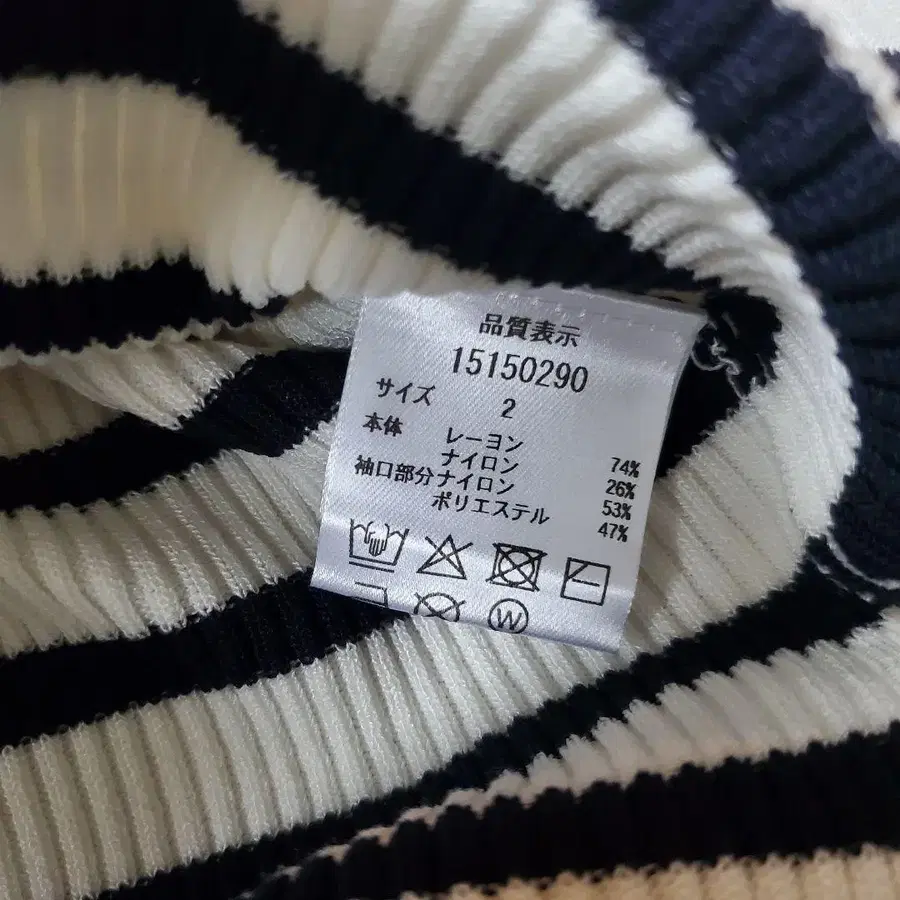 品質表示
15150290
サイズ 2
本体 レーヨン 74%
ナイロン 26%
袖口部分ナイロン 53%
ポリエステル 47%
W